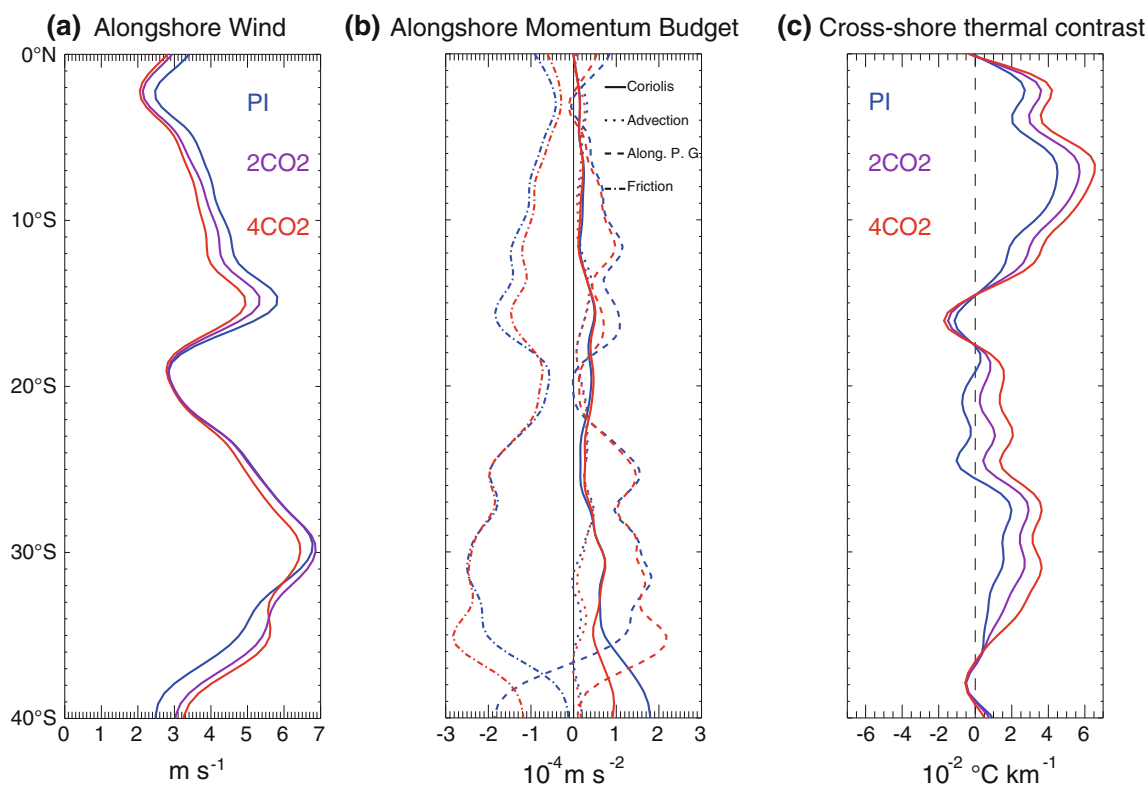 (a) Alongshore Wind
(b) Alongshore Momentum Budget
(c) Cross-shore thermal contrast
0°N
10°S
20°S
30°S
40°S
PI
2CO2
4CO2
0 1 2 3 4 5 6 7
m s-1
Coriolis
Advection
Along. P. G.
Friction
-3 -2 -1 0 1 2 3
10-4 m s-2
PI
2CO2
4CO2
-6 -4 -2 0 2 4 6
10-2 °C km-1